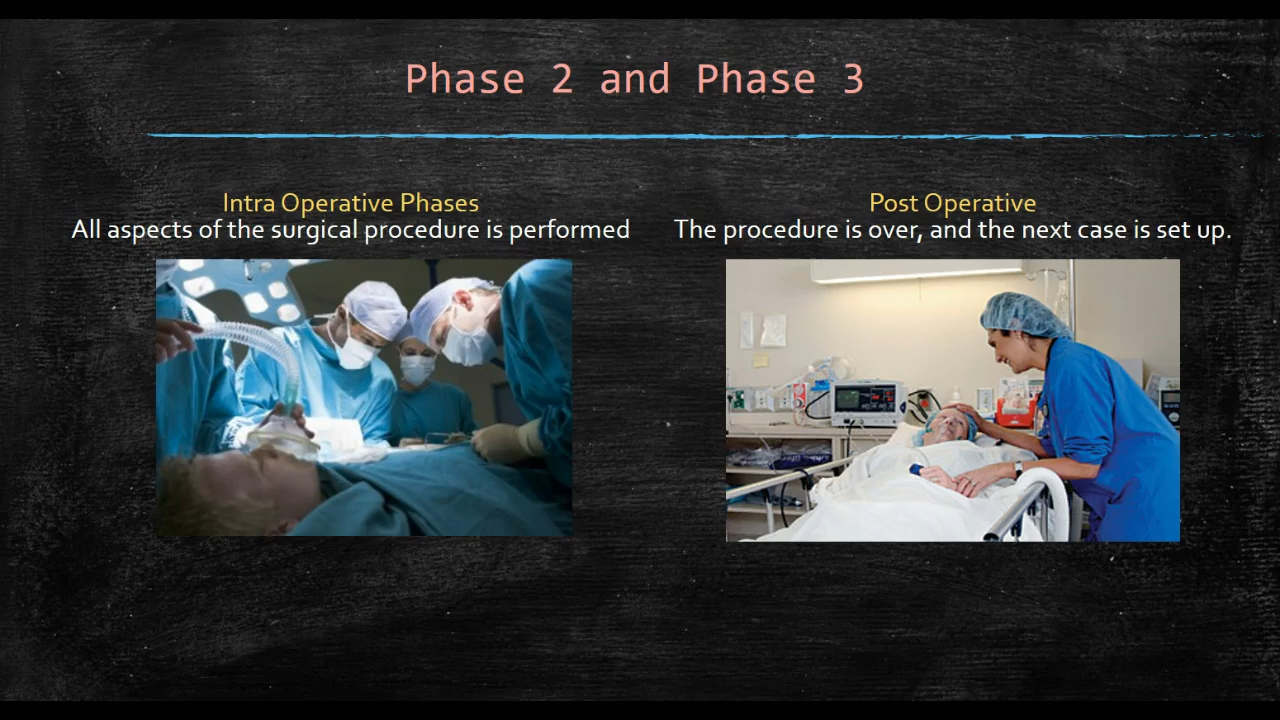 Phase 2 and Phase 3
Intra Operative Phases
All aspects of the surgical procedure is performed
Post Operative
The procedure is over, and the next case is set up.